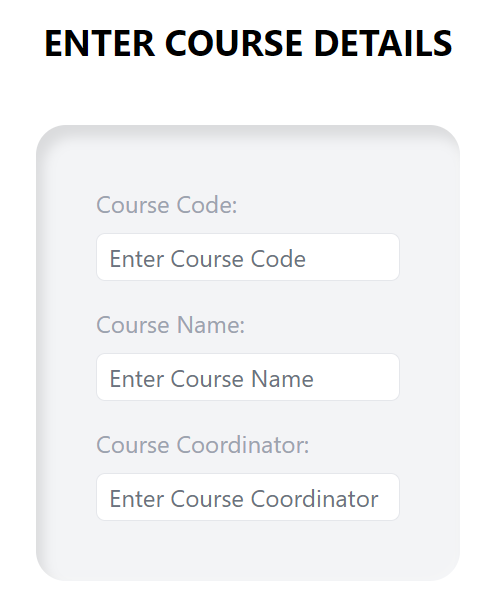 ENTER COURSE DETAILS
Course Code:
Enter Course Code
Course Name:
Enter Course Name
Course Coordinator:
Enter Course Coordinator